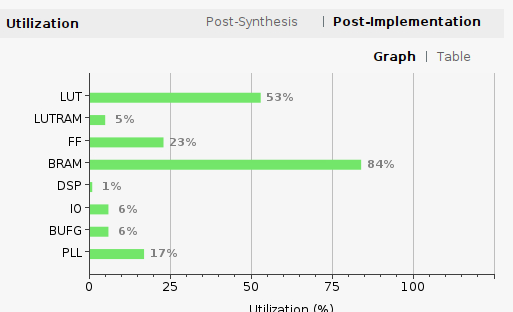 Utilization Post-Synthesis | Post-Implementation
Graph | Table
LUT 53%
LUTRAM 5%
FF 23%
BRAM 84%
DSP 1%
IO 6%
BUFG 6%
PLL 17%
0 25 50 75 100
Utilization (%)